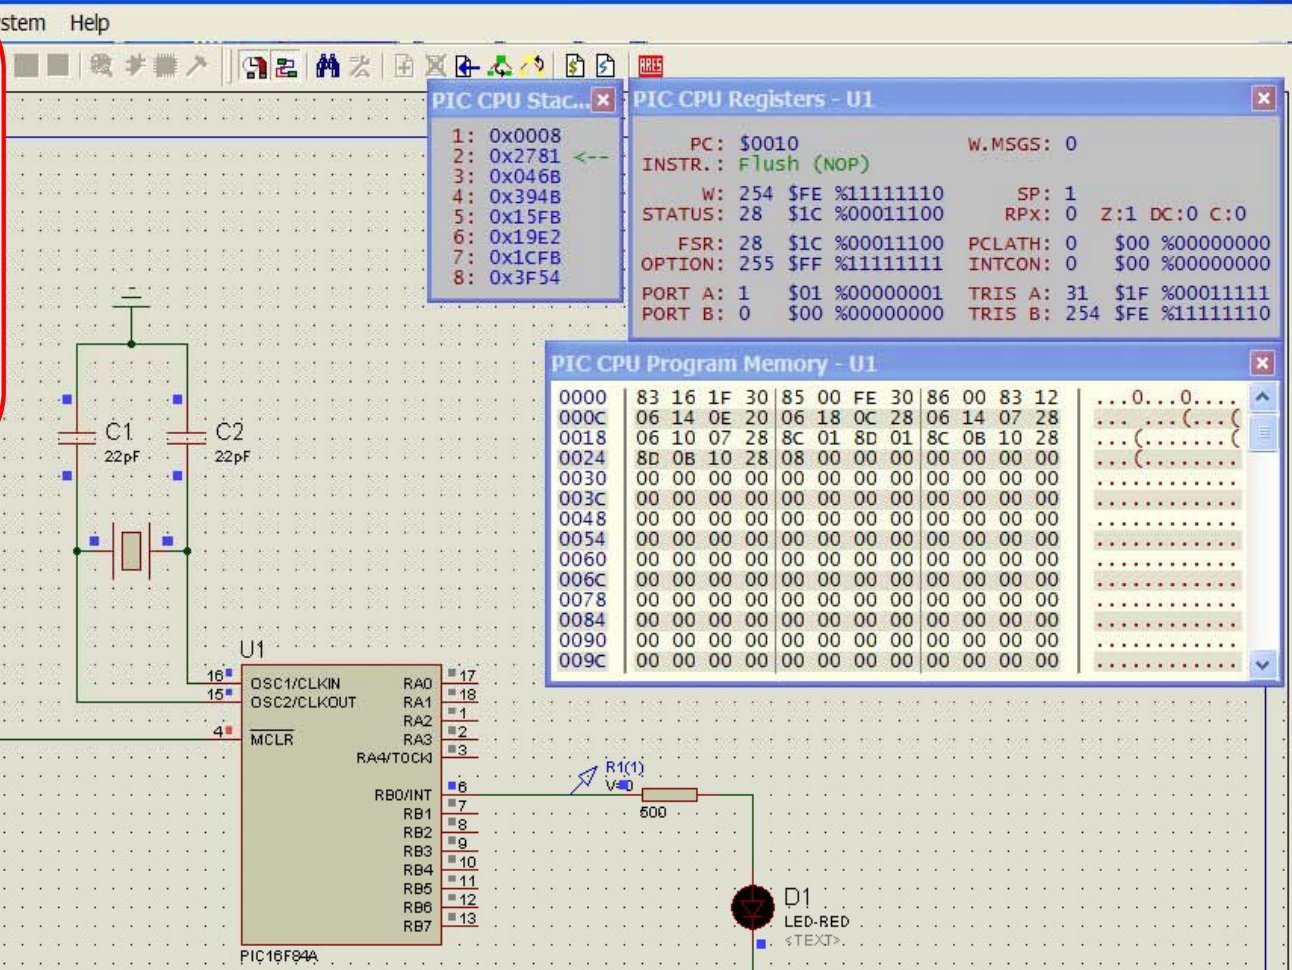 stem Help
ARES
PIC CPU Stac...
1: 0x0008
2: 0x2781 <--
3: 0x046B
4: 0x394B
5: 0x15FB
6: 0x19E2
7: 0x1CFB
8: 0x3F54
PIC CPU Registers - U1
PC: $0010 W.MSGS: 0
INSTR.: Flush (NOP)
W: 254 $FE %11111110 SP: 1
STATUS: 28 $1C %00011100 RPX: 0 Z:1 DC:0 C:0
FSR: 28 $1C %00011100 PCLATH: 0 $00 %00000000
OPTION: 255 $FF %11111111 INTCON: 0 $00 %00000000
PORT A: 1 $01 %00000001 TRIS A: 31 $1F %00011111
PORT B: 0 $00 %00000000 TRIS B: 254 $FE %11111110
PIC CPU Program Memory - U1
0000 83 16 1F 30 85 00 FE 30 86 00 83 12 ...0...0....
000C 06 14 0E 20 06 18 0C 28 06 14 07 28 ... ...(...(
0018 06 10 07 28 8C 01 8D 01 8C 0B 10 28 ...(.......(
0024 8D 0B 10 28 08 00 00 00 00 00 00 00 ...(........
0030 00 00 00 00 00 00 00 00 00 00 00 00 ............
003C 00 00 00 00 00 00 00 00 00 00 00 00 ............
0048 00 00 00 00 00 00 00 00 00 00 00 00 ............
0054 00 00 00 00 00 00 00 00 00 00 00 00 ............
0060 00 00 00 00 00 00 00 00 00 00 00 00 ............
006C 00 00 00 00 00 00 00 00 00 00 00 00 ............
0078 00 00 00 00 00 00 00 00 00 00 00 00 ............
0084 00 00 00 00 00 00 00 00 00 00 00 00 ............
0090 00 00 00 00 00 00 00 00 00 00 00 00 ............
009C 00 00 00 00 00 00 00 00 00 00 00 00 ............
C1
22pF
C2
22pF
U1
16 OSC1/CLKIN RA0 17
15 OSC2/CLKOUT RA1 18
RA2 1
4 MCLR RA3 2
RA4/T0CKI 3
RB0/INT 6
RB1 7
RB2 8
RB3 9
RB4 10
RB5 11
RB6 12
RB7 13
PIC16F84A
R1(1)
500
D1
LED-RED
<TEXT>